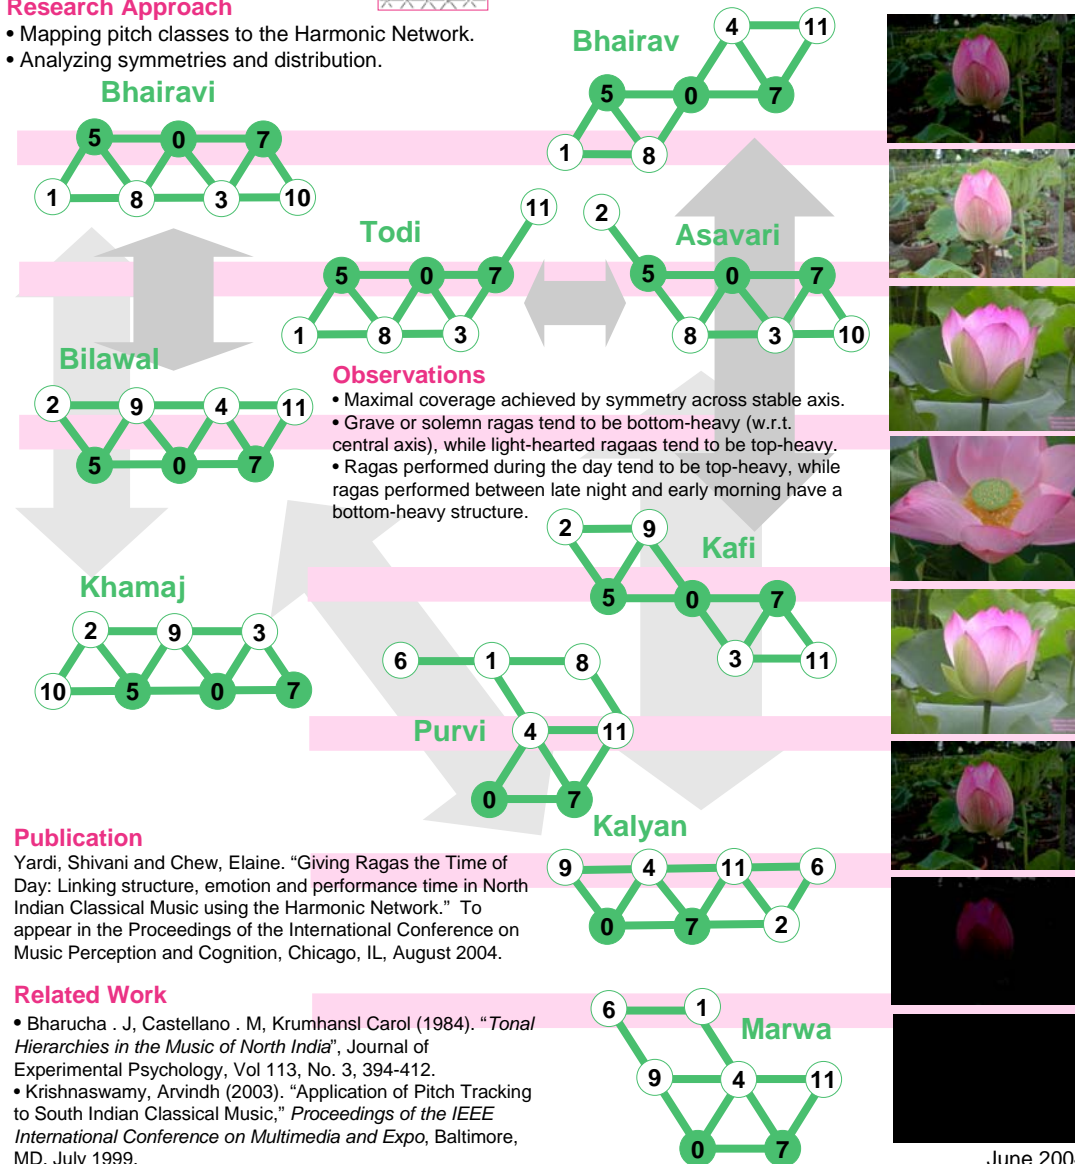 Research Approach
• Mapping pitch classes to the Harmonic Network.
• Analyzing symmetries and distribution.
Bhairavi
5 0 7
1 8 3 10
Bhairav
4 11
5 0 7
1 8
Todi
11
5 0 7
1 8 3
Asavari
2
5 0 7
8 3 10
Bilawal
2 9 4 11
5 0 7
Observations
• Maximal coverage achieved by symmetry across stable axis.
• Grave or solemn ragas tend to be bottom-heavy (w.r.t.
central axis), while light-hearted ragaas tend to be top-heavy.
• Ragas performed during the day tend to be top-heavy, while
ragas performed between late night and early morning have a
bottom-heavy structure.
Kafi
2 9
5 0 7
3 11
Khamaj
2 9 3
10 5 0 7
Purvi
6 1 8
4 11
0 7
Kalyan
9 4 11 6
0 7 2
Publication
Yardi, Shivani and Chew, Elaine. “Giving Ragas the Time of
Day: Linking structure, emotion and performance time in North
Indian Classical Music using the Harmonic Network.” To
appear in the Proceedings of the International Conference on
Music Perception and Cognition, Chicago, IL, August 2004.
Related Work
• Bharucha . J, Castellano . M, Krumhansl Carol (1984). “Tonal
Hierarchies in the Music of North India”, Journal of
Experimental Psychology, Vol 113, No. 3, 394-412.
• Krishnaswamy, Arvindh (2003). “Application of Pitch Tracking
to South Indian Classical Music,” Proceedings of the IEEE
International Conference on Multimedia and Expo, Baltimore,
MD, July 1999.
Marwa
6 1
9 4 11
0 7
June